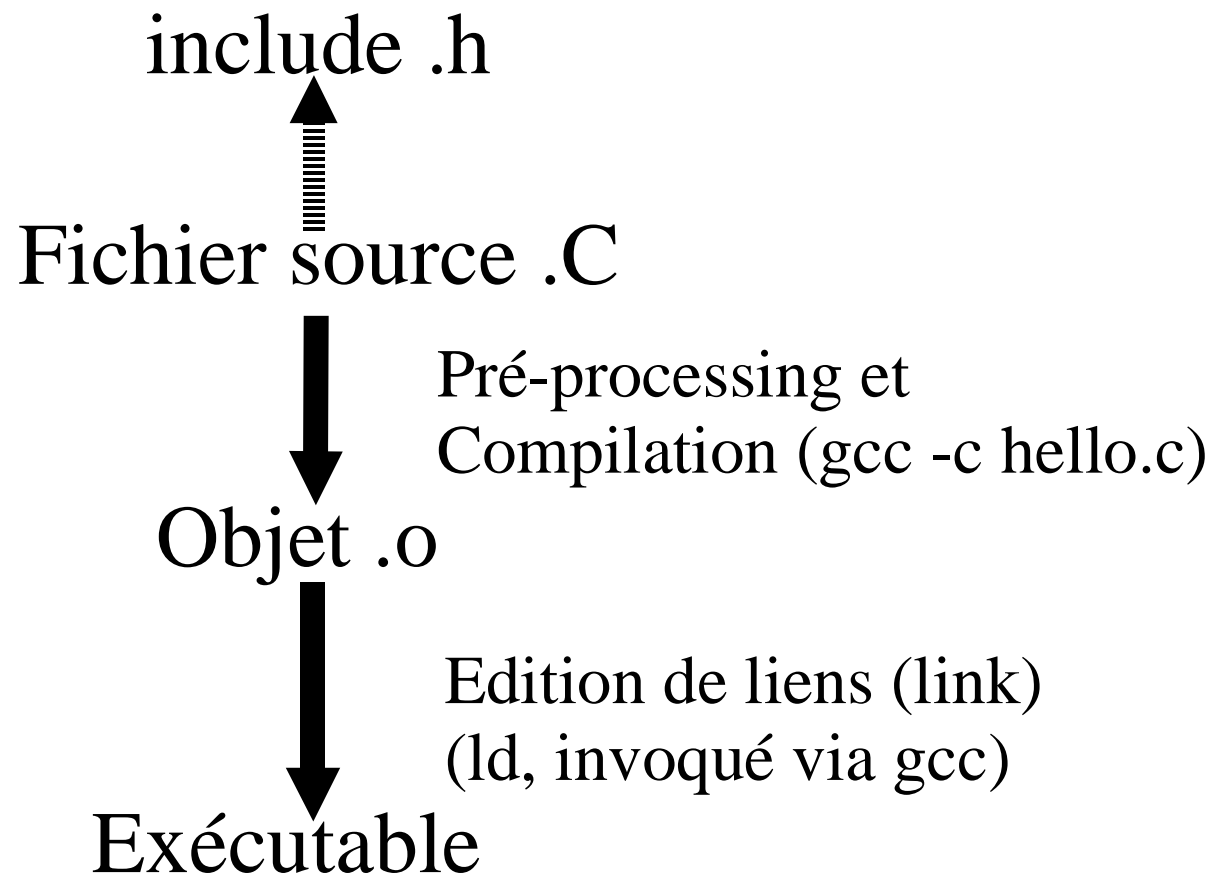 include .h
Fichier source .C
Pré-processing et
Compilation (gcc -c hello.c)
Objet .o
Edition de liens (link)
(ld, invoqué via gcc)
Exécutable